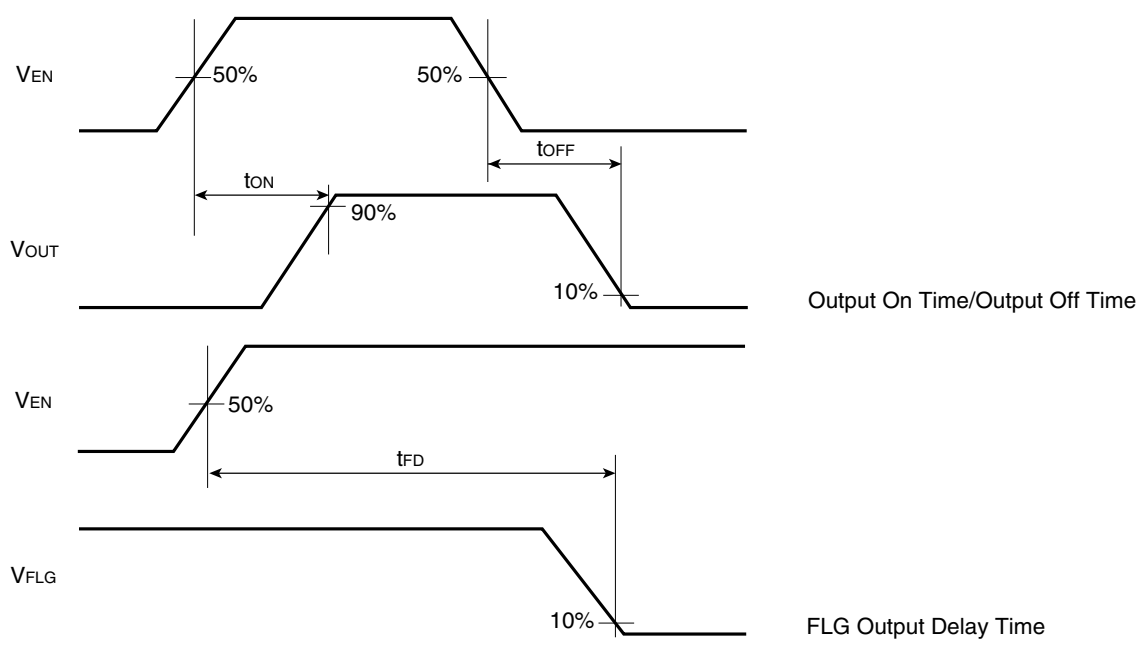 VEN
50%
50%
tOFF
tON
90%
VOUT
10%
Output On Time/Output Off Time
VEN
50%
tFD
VFLG
10%
FLG Output Delay Time